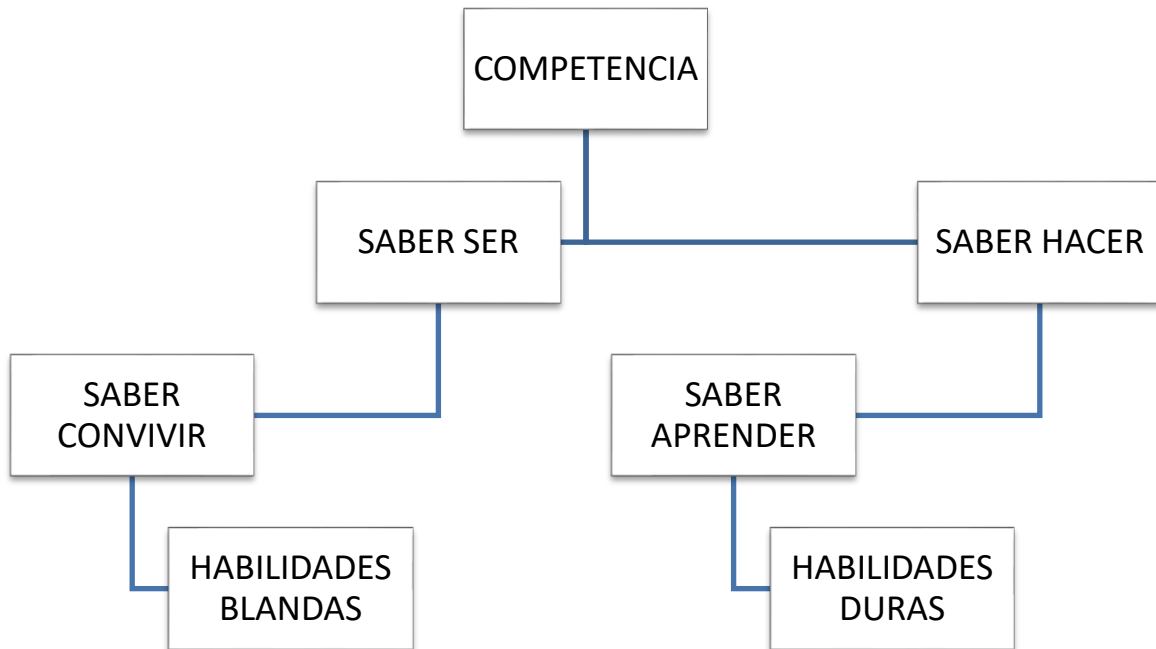 COMPETENCIA
SABER SER
SABER HACER
SABER
CONVIVIR
SABER
APRENDER
HABILIDADES
BLANDAS
HABILIDADES
DURAS